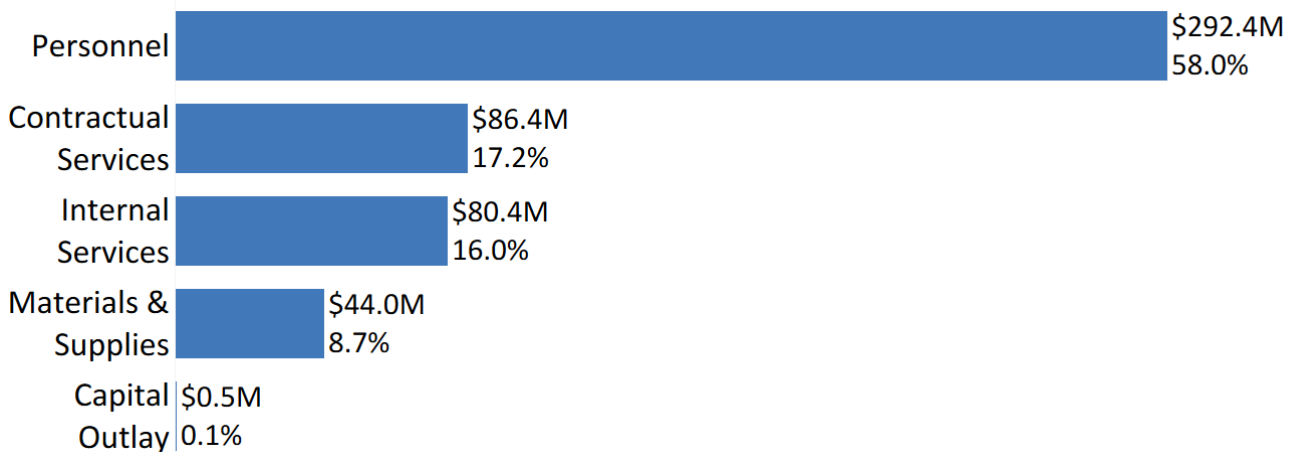 Personnel
$292.4M
58.0%
Contractual
Services
$86.4M
17.2%
Internal
Services
$80.4M
16.0%
Materials &
Supplies
$44.0M
8.7%
Capital
Outlay
$0.5M
0.1%